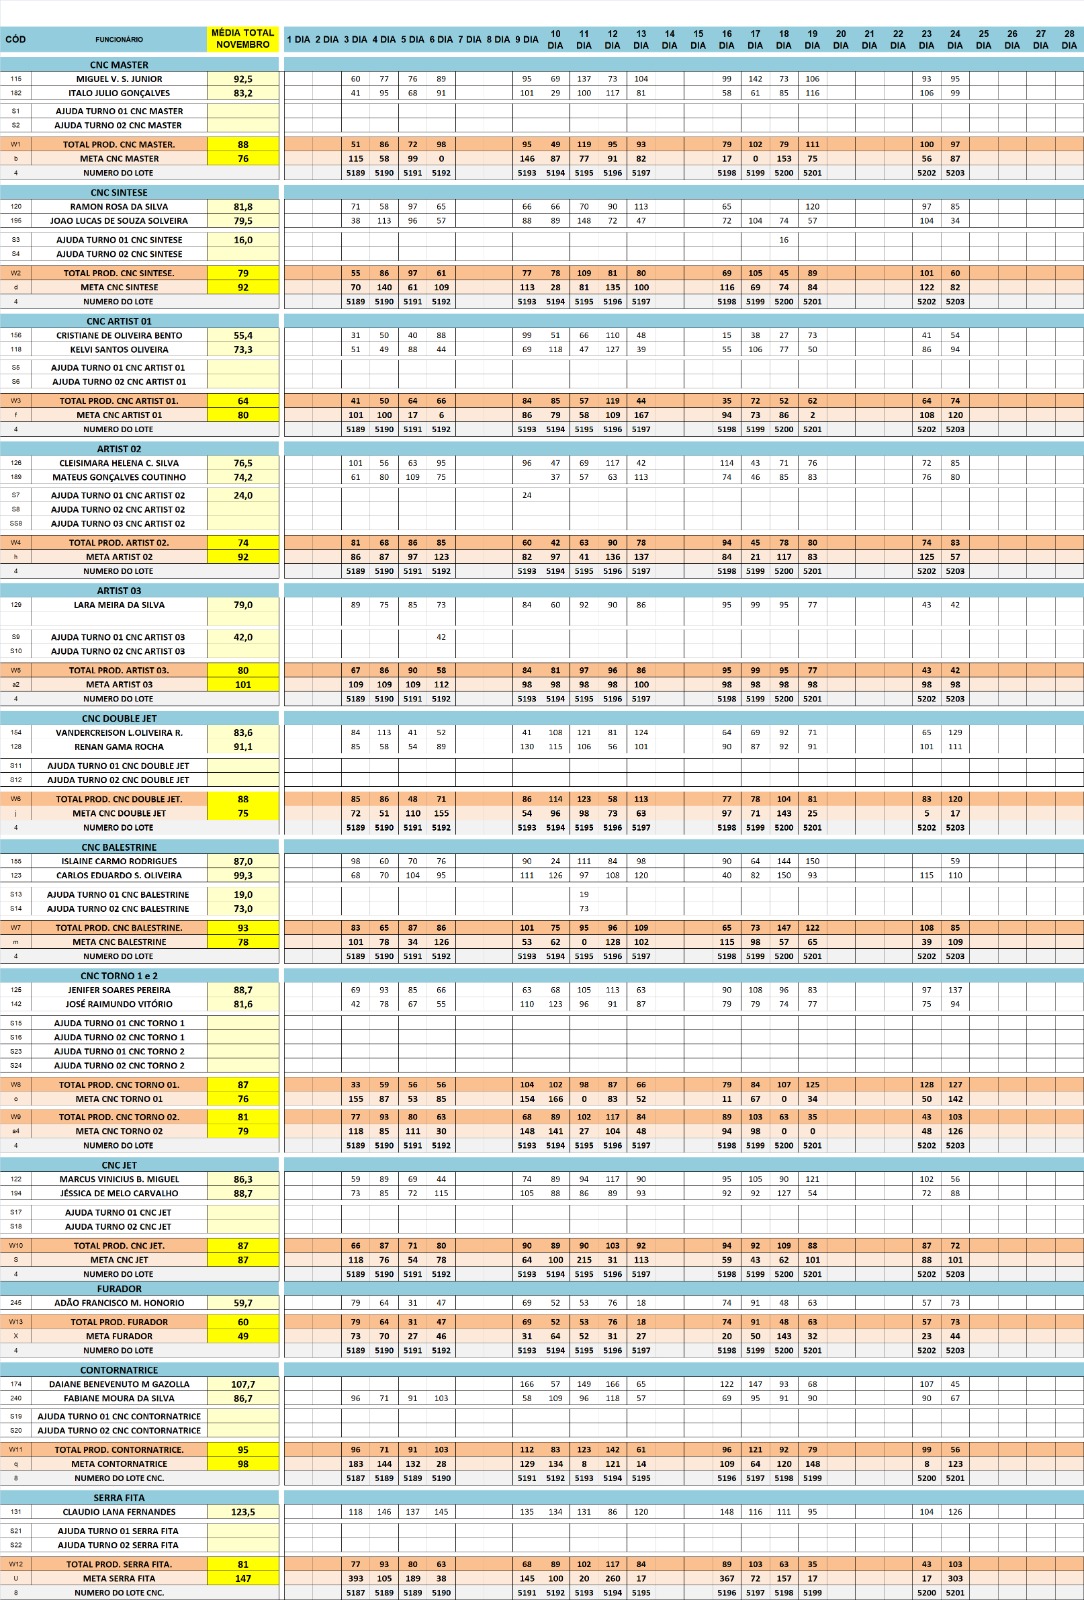 CÓD FUNCIONÁRIO MÉDIA TOTAL NOVEMBRO 1 DIA 2 DIA 3 DIA 4 DIA 5 DIA 6 DIA 7 DIA 8 DIA 9 DIA 10 DIA 11 DIA 12 DIA 13 DIA 14 DIA 15 DIA 16 DIA 17 DIA 18 DIA 19 DIA 20 DIA 21 DIA 22 DIA 23 DIA 24 DIA 25 DIA 26 DIA 27 DIA 28 DIA
CNC MASTER
115 MIGUEL V. S. JUNIOR 92,5 60 77 76 89 95 69 137 73 104 99 142 73 106 93 95
182 ITALO JULIO GONÇALVES 83,2 41 95 68 91 101 29 100 117 81 58 61 85 116 106 99
S1 AJUDA TURNO 01 CNC MASTER
S2 AJUDA TURNO 02 CNC MASTER
W1 TOTAL PROD. CNC MASTER. 88 51 86 72 98 95 49 119 95 93 79 102 79 111 100 97
b META CNC MASTER 76 115 58 99 0 146 87 77 91 82 17 0 153 75 56 87
4 NUMERO DO LOTE 5189 5190 5191 5192 5193 5194 5195 5196 5197 5198 5199 5200 5201 5202 5203
CNC SINTESE
120 RAMON ROSA DA SILVA 81,8 71 58 97 65 66 66 70 90 113 65 120 97 85
195 JOAO LUCAS DE SOUZA SOLVEIRA 79,5 38 113 96 57 88 89 148 72 47 72 104 74 57 104 34
S3 AJUDA TURNO 01 CNC SINTESE 16,0 16
S4 AJUDA TURNO 02 CNC SINTESE
W2 TOTAL PROD. CNC SINTESE. 79 55 86 97 61 77 78 109 81 80 69 105 45 89 101 60
d META CNC SINTESE 92 70 140 61 109 113 28 81 135 100 116 69 74 84 122 82
4 NUMERO DO LOTE 5189 5190 5191 5192 5193 5194 5195 5196 5197 5198 5199 5200 5201 5202 5203
CNC ARTIST 01
156 CRISTIANE DE OLIVEIRA BENTO 55,4 31 50 40 88 99 51 66 110 48 15 38 27 73 41 54
118 KELVI SANTOS OLIVEIRA 73,3 51 49 88 44 69 118 47 127 39 55 106 77 50 86 94
S5 AJUDA TURNO 01 CNC ARTIST 01
S6 AJUDA TURNO 02 CNC ARTIST 01
W3 TOTAL PROD. CNC ARTIST 01. 64 41 50 64 66 84 85 57 119 44 35 72 52 62 64 74
f META CNC ARTIST 01 80 101 100 17 6 86 79 58 109 167 94 73 86 2 108 120
4 NUMERO DO LOTE 5189 5190 5191 5192 5193 5194 5195 5196 5197 5198 5199 5200 5201 5202 5203
ARTIST 02
126 CLEISIMARA HELENA C. SILVA 76,5 101 56 63 95 96 47 69 117 42 114 43 71 76 72 85
189 MATEUS GONÇALVES COUTINHO 74,2 61 80 109 75 37 57 63 113 74 46 85 83 76 80
S7 AJUDA TURNO 01 CNC ARTIST 02 24,0 24
S8 AJUDA TURNO 02 CNC ARTIST 02
SS8 AJUDA TURNO 03 CNC ARTIST 02
W4 TOTAL PROD. ARTIST 02. 74 81 68 86 85 60 42 63 90 78 94 45 78 80 74 83
h META ARTIST 02 92 86 87 97 123 82 97 41 136 137 84 21 117 83 125 57
4 NUMERO DO LOTE 5189 5190 5191 5192 5193 5194 5195 5196 5197 5198 5199 5200 5201 5202 5203
ARTIST 03
129 LARA MEIRA DA SILVA 79,0 89 75 85 73 84 60 92 90 86 95 99 95 77 43 42
S9 AJUDA TURNO 01 CNC ARTIST 03 42,0 42
S10 AJUDA TURNO 02 CNC ARTIST 03
W5 TOTAL PROD. ARTIST 03. 80 67 86 90 58 84 81 97 96 86 95 99 95 77 43 42
a2 META ARTIST 03 101 109 109 109 112 98 98 98 98 100 98 98 98 98 98 98
4 NUMERO DO LOTE 5189 5190 5191 5192 5193 5194 5195 5196 5197 5198 5199 5200 5201 5202 5203
CNC DOUBLE JET
154 VANDERCREISON L.OLIVEIRA R. 83,6 84 113 41 52 41 108 121 81 124 64 69 92 71 65 129
128 RENAN GAMA ROCHA 91,1 85 58 54 89 130 115 106 56 101 90 87 92 91 101 111
S11 AJUDA TURNO 01 CNC DOUBLE JET
S12 AJUDA TURNO 02 CNC DOUBLE JET
W6 TOTAL PROD. CNC DOUBLE JET. 88 85 86 48 71 86 114 123 58 113 77 78 104 81 83 120
j META CNC DOUBLE JET 75 72 51 110 155 54 96 98 73 63 97 71 143 25 5 17
4 NUMERO DO LOTE 5189 5190 5191 5192 5193 5194 5195 5196 5197 5198 5199 5200 5201 5202 5203
CNC BALESTRINE
155 ISLAINE CARMO RODRIGUES 87,0 98 60 70 76 90 24 111 84 98 90 64 144 150 59
123 CARLOS EDUARDO S. OLIVEIRA 99,3 68 70 104 95 111 126 97 108 120 40 82 150 93 115 110
S13 AJUDA TURNO 01 CNC BALESTRINE 19,0 19
S14 AJUDA TURNO 02 CNC BALESTRINE 73,0 73
W7 TOTAL PROD. CNC BALESTRINE. 93 83 65 87 86 101 75 95 96 109 65 73 147 122 108 85
m META CNC BALESTRINE 78 101 78 34 126 53 62 0 128 102 115 98 57 65 39 109
4 NUMERO DO LOTE 5189 5190 5191 5192 5193 5194 5195 5196 5197 5198 5199 5200 5201 5202 5203
CNC TORNO 1 e 2
125 JENIFER SOARES PEREIRA 88,7 69 93 85 66 63 68 105 113 63 90 108 96 83 97 137
142 JOSÉ RAIMUNDO VITÓRIO 81,6 42 78 67 55 110 123 96 91 87 79 79 74 77 75 94
S15 AJUDA TURNO 01 CNC TORNO 1
S16 AJUDA TURNO 02 CNC TORNO 1
S23 AJUDA TURNO 01 CNC TORNO 2
S24 AJUDA TURNO 02 CNC TORNO 2
W8 TOTAL PROD. CNC TORNO 01. 87 33 59 56 56 104 102 98 87 66 79 84 107 125 128 127
o META CNC TORNO 01 76 155 87 53 85 154 166 0 83 52 11 67 0 34 50 142
W9 TOTAL PROD. CNC TORNO 02. 81 77 93 80 63 68 89 102 117 84 89 103 63 35 43 103
a4 META CNC TORNO 02 79 118 85 111 30 148 141 27 104 48 94 98 0 0 48 126
4 NUMERO DO LOTE 5189 5190 5191 5192 5193 5194 5195 5196 5197 5198 5199 5200 5201 5202 5203
CNC JET
122 MARCUS VINICIUS B. MIGUEL 86,3 59 89 69 44 74 89 94 117 90 95 105 90 121 102 56
194 JÉSSICA DE MELO CARVALHO 88,7 73 85 72 115 105 88 86 89 93 92 92 127 54 72 88
S17 AJUDA TURNO 01 CNC JET
S18 AJUDA TURNO 02 CNC JET
W10 TOTAL PROD. CNC JET. 87 66 87 71 80 90 89 90 103 92 94 92 109 88 87 72
S META CNC JET 87 118 76 54 78 64 100 215 31 113 59 43 62 101 88 101
4 NUMERO DO LOTE 5189 5190 5191 5192 5193 5194 5195 5196 5197 5198 5199 5200 5201 5202 5203
FURADOR
245 ADÃO FRANCISCO M. HONORIO 59,7 79 64 31 47 69 52 53 76 18 74 91 48 63 57 73
W13 TOTAL PROD. FURADOR 60 79 64 31 47 69 52 53 76 18 74 91 48 63 57 73
X META FURADOR 49 73 70 27 46 31 64 52 31 27 20 50 143 32 23 44
4 NUMERO DO LOTE 5189 5190 5191 5192 5193 5194 5195 5196 5197 5198 5199 5200 5201 5202 5203
CONTORNATRICE
174 DAIANE BENEVENUTO M GAZOLLA 107,7 166 57 149 166 65 122 147 93 68 107 45
240 FABIANE MOURA DA SILVA 86,7 96 71 91 103 58 109 96 118 57 69 95 91 90 90 67
S19 AJUDA TURNO 01 CNC CONTORNATRICE
S20 AJUDA TURNO 02 CNC CONTORNATRICE
W11 TOTAL PROD. CONTORNATRICE. 95 96 71 91 103 112 83 123 142 61 96 121 92 79 99 56
q META CONTORNATRICE 98 183 144 132 28 129 134 8 121 14 109 64 120 148 8 123
8 NUMERO DO LOTE CNC. 5187 5188 5189 5190 5191 5192 5193 5194 5195 5196 5197 5198 5199 5200 5201
SERRA FITA
131 CLAUDIO LANA FERNANDES 123,5 118 146 137 145 135 134 131 86 120 148 116 111 95 104 126
S21 AJUDA TURNO 01 SERRA FITA
S22 AJUDA TURNO 02 SERRA FITA
W12 TOTAL PROD. SERRA FITA. 81 77 93 80 63 68 89 102 117 84 89 103 63 35 43 103
U META SERRA FITA 147 393 105 189 38 145 100 20 260 17 367 72 157 17 17 303
8 NUMERO DO LOTE CNC. 5187 5189 5189 5190 5191 5192 5193 5194 5195 5196 5197 5198 5199 5200 5201